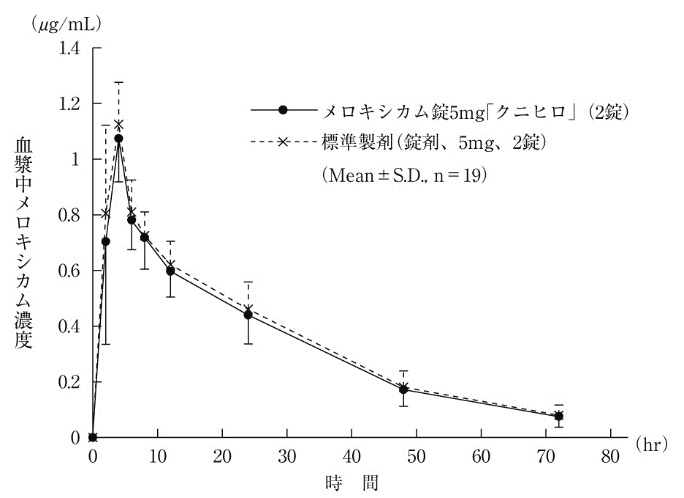 (μg/mL)
1.4
1.2
1
0.8
0.6
0.4
0.2
0
血漿中メロキシカム濃度
メロキシカム錠5mg「クニヒロ」(2錠)
標準製剤(錠剤、5mg、2錠)
(Mean±S.D., n=19)
0 10 20 30 40 50 60 70 80 (hr)
時 間